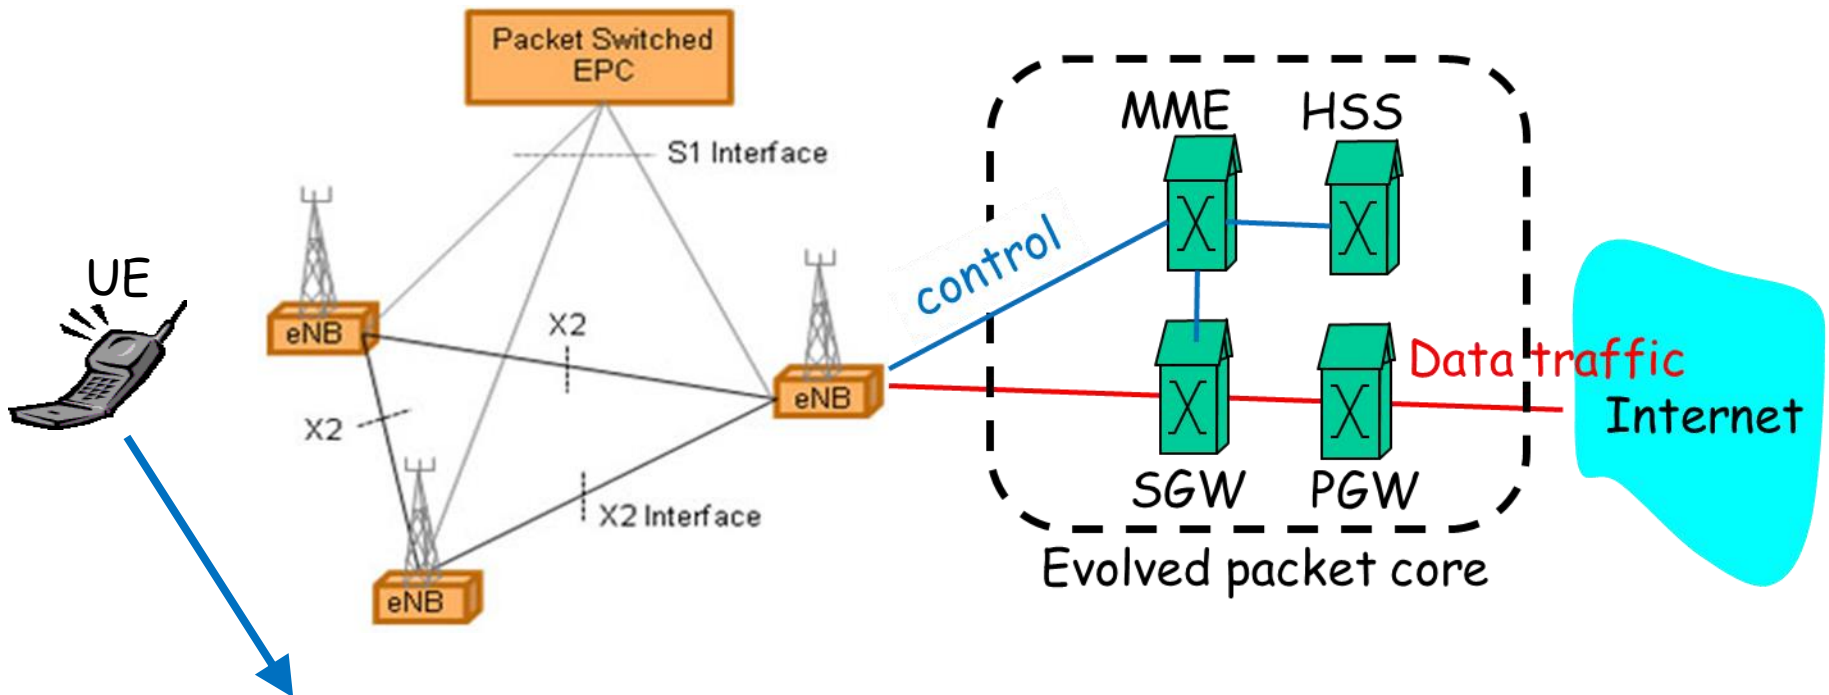 Packet Switched
EPC
S1 Interface
UE
eNB
X2
X2
eNB
X2 Interface
eNB
control
MME
HSS
SGW
PGW
Data traffic
Internet
Evolved packet core